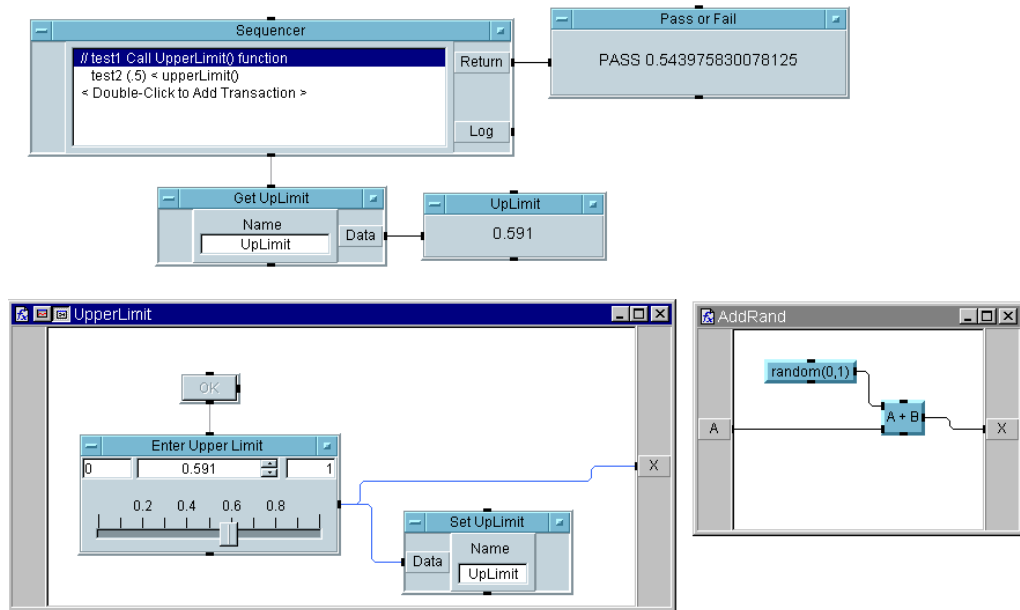 Sequencer
// test1 Call UpperLimit() function
test2 (.5) < upperLimit()
< Double-Click to Add Transaction >
Return
Log
Pass or Fail
PASS 0.543975830078125
Get UpLimit
Name
UpLimit
Data
UpLimit
0.591
UpperLimit
OK
Enter Upper Limit
0 0.591 1
0.2 0.4 0.6 0.8
X
Set UpLimit
Data
Name
UpLimit
AddRand
random(0,1)
A + B
A
X